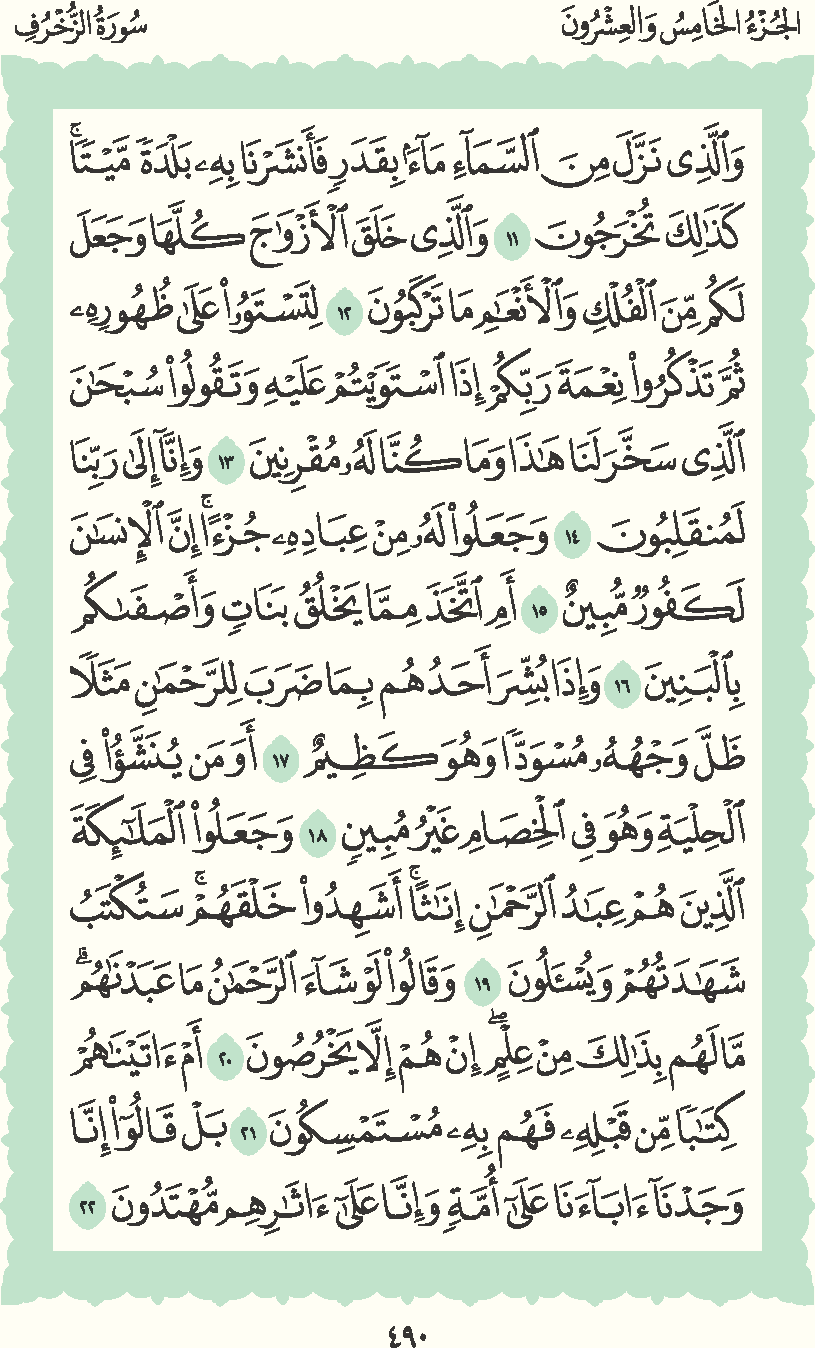 الجُزْءُ الخَامِسُ وَالعِشْرُونَ
سُورَةُ الزُّخْرُفِ
وَٱلَّذِى نَزَّلَ مِنَ ٱلسَّمَآءِ مَآءَۢ بِقَدَرٍ فَأَنشَرْنَا بِهِۦ بَلْدَةً مَّيْتًا ۚ
كَذَٰلِكَ تُخْرَجُونَ ١١ وَٱلَّذِى خَلَقَ ٱلْأَزْوَٰجَ كُلَّهَا وَجَعَلَ
لَكُم مِّنَ ٱلْفُلْكِ وَٱلْأَنْعَـٰمِ مَا تَرْكَبُونَ ١٢ لِتَسْتَوُۥا۟ عَلَىٰ ظُهُورِهِۦ
ثُمَّ تَذْكُرُوا۟ نِعْمَةَ رَبِّكُمْ إِذَا ٱسْتَوَيْتُمْ عَلَيْهِ وَتَقُولُوا۟ سُبْحَـٰنَ
ٱلَّذِى سَخَّرَ لَنَا هَـٰذَا وَمَا كُنَّا لَهُۥ مُقْرِنِينَ ١٣ وَإِنَّآ إِلَىٰ رَبِّنَا
لَمُنقَلِبُونَ ١٤ وَجَعَلُوا۟ لَهُۥ مِنْ عِبَادِهِۦ جُزْءًا ۚ إِنَّ ٱلْإِنسَـٰنَ
لَكَفُورٌ مُّبِينٌ ١٥ أَمِ ٱتَّخَذَ مِمَّا يَخْلُقُ بَنَاتٍ وَأَصْفَىٰكُم
بِٱلْبَنِينَ ١٦ وَإِذَا بُشِّرَ أَحَدُهُم بِمَا ضَرَبَ لِلرَّحْمَـٰنِ مَثَلًا
ظَلَّ وَجْهُهُۥ مُسْوَدًّا وَهُوَ كَظِيمٌ ١٧ أَوَمَن يُنَشَّؤُا۟ فِى
ٱلْحِلْيَةِ وَهُوَ فِى ٱلْخِصَامِ غَيْرُ مُبِينٍ ١٨ وَجَعَلُوا۟ ٱلْمَلَـٰٓئِكَةَ
ٱلَّذِينَ هُمْ عِبَـٰدُ ٱلرَّحْمَـٰنِ إِنَـٰثًا ۚ أَشَهِدُوا۟ خَلْقَهُمْ ۚ سَتُكْتَبُ
شَهَـٰدَتُهُمْ وَيُسْـَٔلُونَ ١٩ وَقَالُوا۟ لَوْ شَآءَ ٱلرَّحْمَـٰنُ مَا عَبَدْنَـٰهُم ۗ
مَّا لَهُم بِذَٰلِكَ مِنْ عِلْمٍ ۖ إِنْ هُمْ إِلَّا يَخْرُصُونَ ٢٠ أَمْ ءَاتَيْنَـٰهُمْ
كِتَـٰبًا مِّن قَبْلِهِۦ فَهُم بِهِۦ مُسْتَمْسِكُونَ ٢١ بَلْ قَالُوٓا۟ إِنَّا
وَجَدْنَآ ءَابَآءَنَا عَلَىٰٓ أُمَّةٍ وَإِنَّا عَلَىٰٓ ءَاثَـٰرِهِم مُّهْتَدُونَ ٢٢
٤٩٠